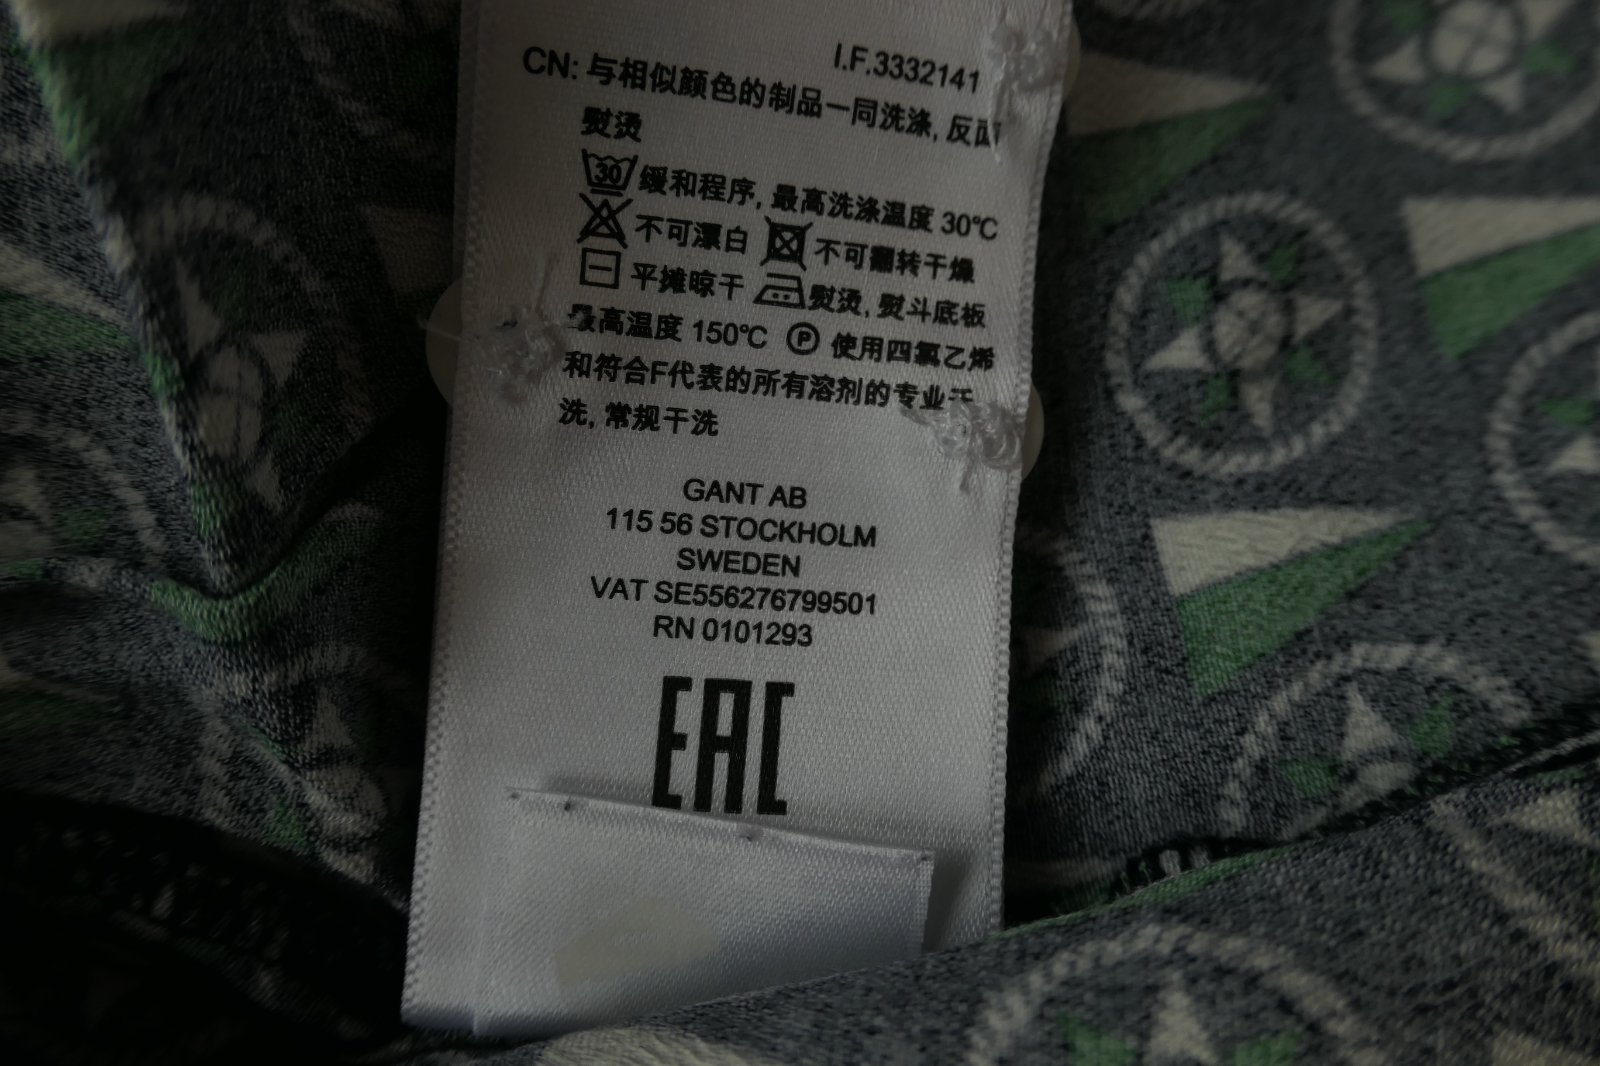 I.F.3332141
CN: 与相似颜色的制品一同洗涤, 反面
熨烫
30 缓和程序, 最高洗涤温度 30℃
不可漂白 不可翻转干燥
平摊晾干 熨烫, 熨斗底板
最高温度 150℃ P 使用四氯乙烯
和符合F代表的所有溶剂的专业干
洗, 常规干洗
GANT AB
115 56 STOCKHOLM
SWEDEN
VAT SE556276799501
RN 0101293
EAC